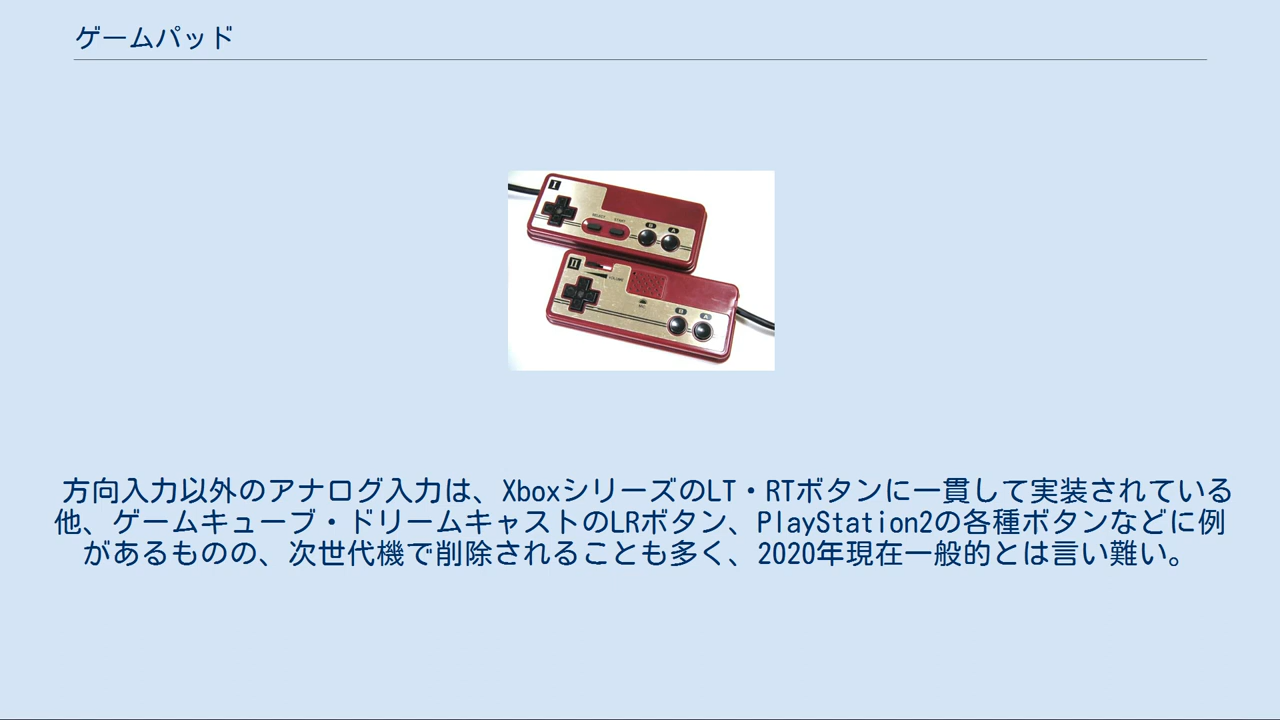 ゲームパッド
I
SELECT START
B A
II
VOLUME
MIC
B A
方向入力以外のアナログ入力は、XboxシリーズのLT・RTボタンに一貫して実装されている
他、ゲームキューブ・ドリームキャストのLRボタン、PlayStation2の各種ボタンなどに例
があるものの、次世代機で削除されることも多く、2020年現在一般的とは言い難い。